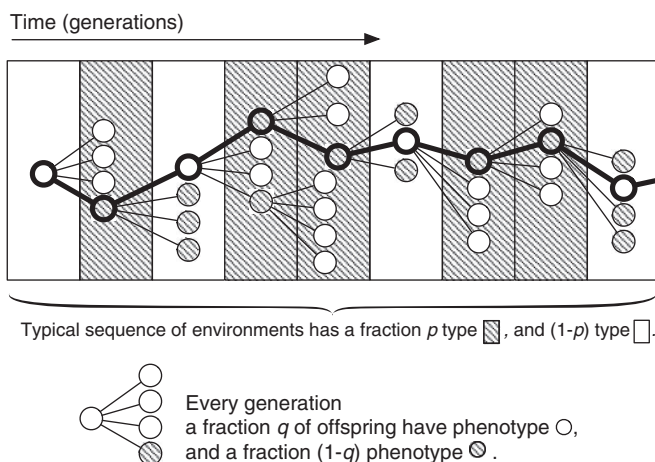 Time (generations)
Typical sequence of environments has a fraction p type , and (1-p) type .
Every generation
a fraction q of offspring have phenotype ,
and a fraction (1-q) phenotype .